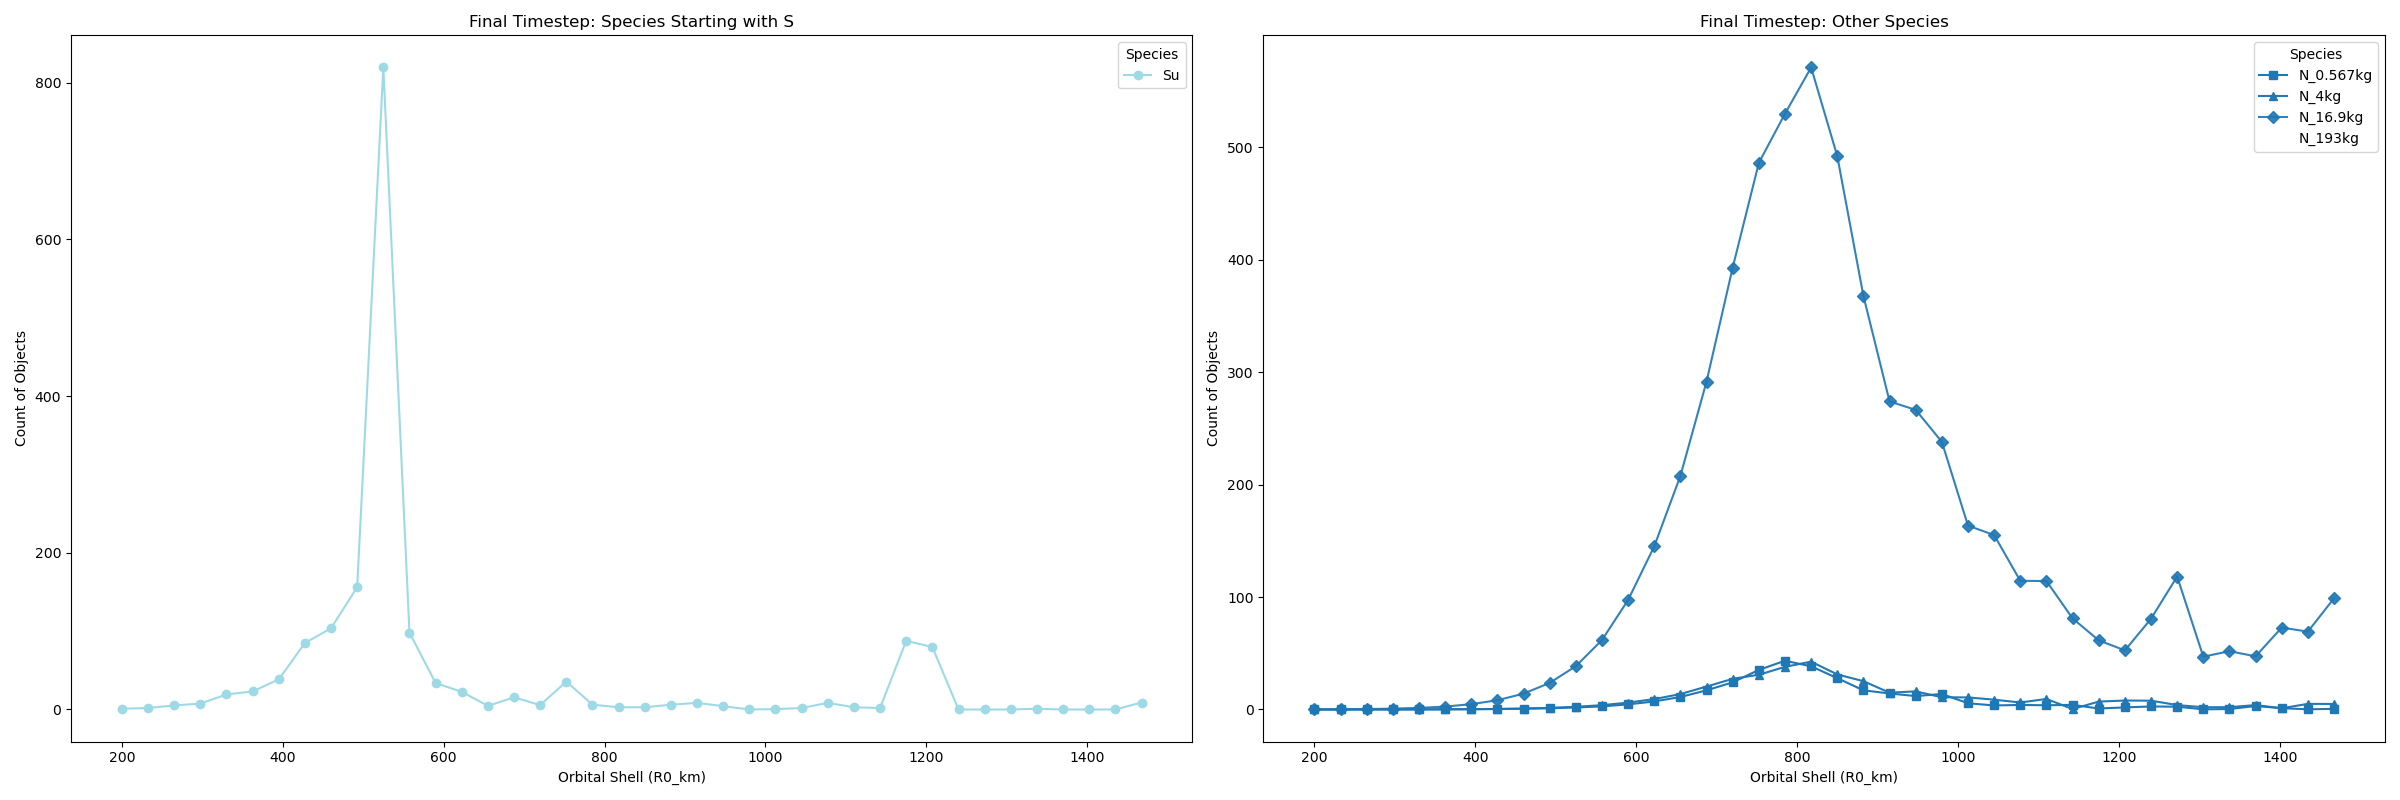 Final Timestep: Species Starting with S
Count of Objects
800
600
400
200
0
200
400
600
800
1000
1200
1400
Orbital Shell (R0_km)
Species
Su
Final Timestep: Other Species
Count of Objects
500
400
300
200
100
0
200
400
600
800
1000
1200
1400
Orbital Shell (R0_km)
Species
N_0.567kg
N_4kg
N_16.9kg
N_193kg